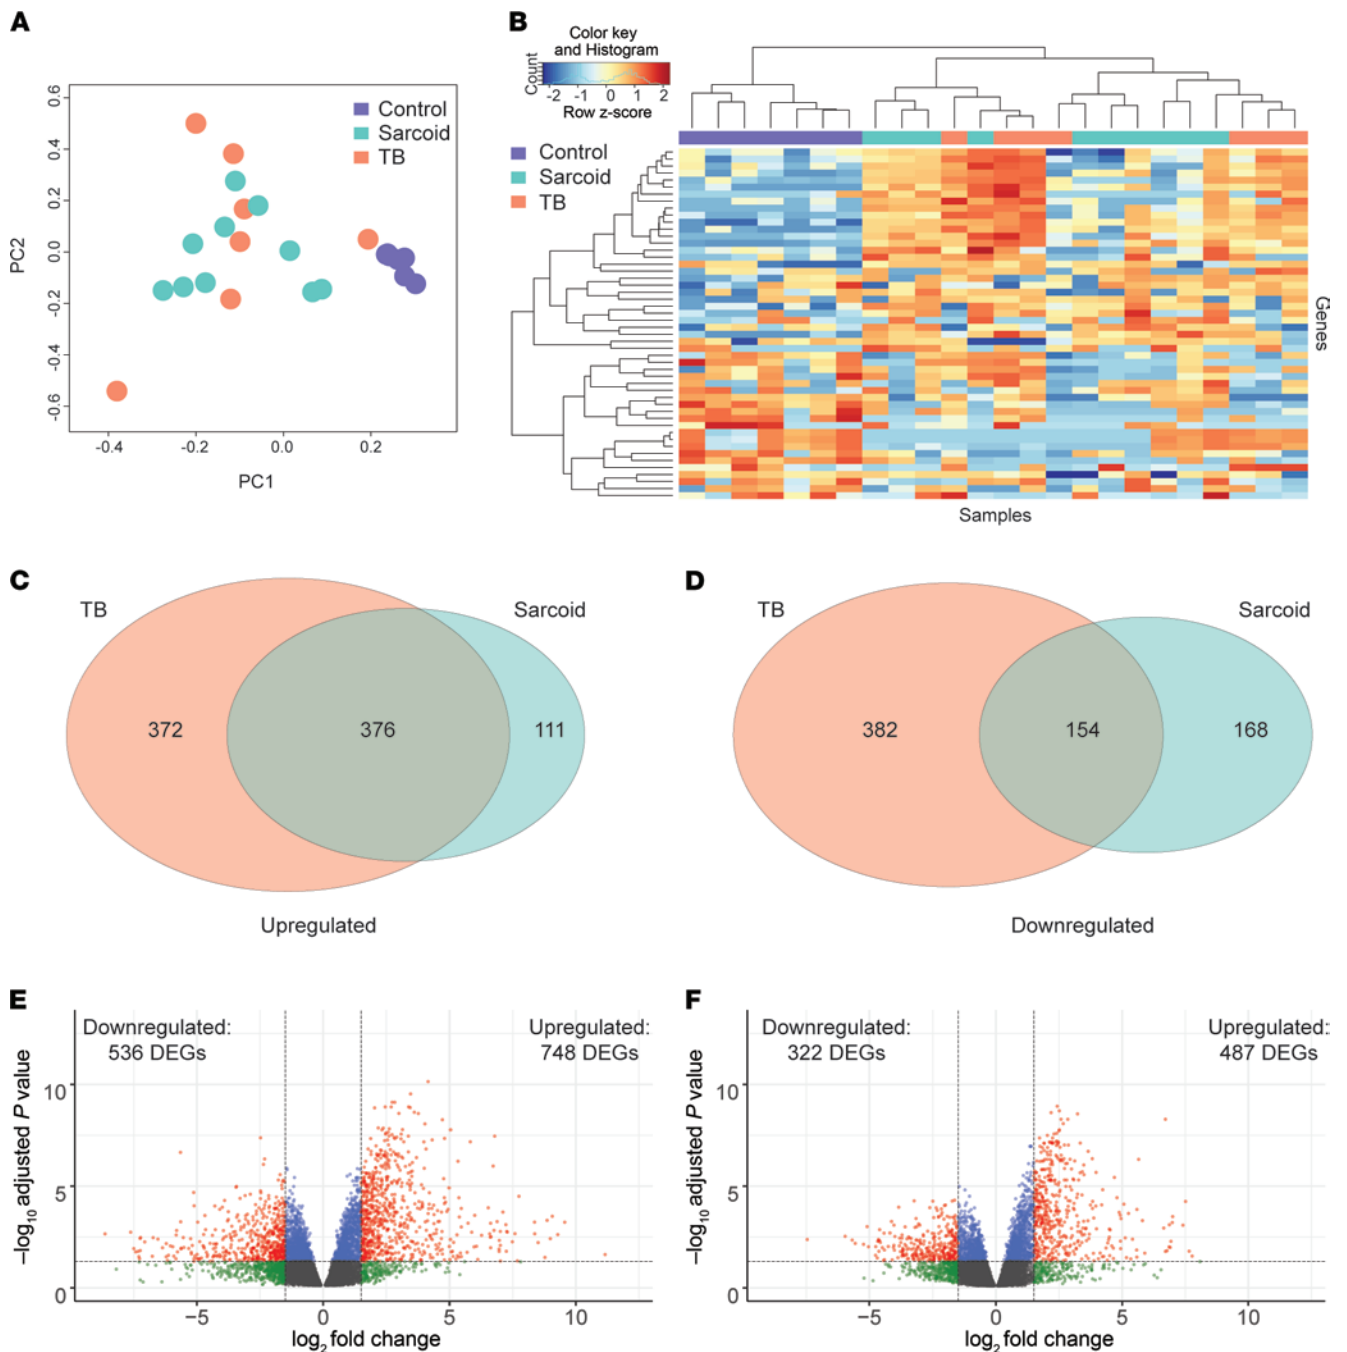 A
0.6
0.4
0.2
0.0
-0.2
-0.4
-0.6
PC2
-0.4
-0.2
0.0
0.2
PC1
Control
Sarcoid
TB
B
Color key
and Histogram
Count
-2
-1
0
1
2
Row z-score
Control
Sarcoid
TB
Genes
Samples
C
TB
Sarcoid
372
376
111
Upregulated
D
TB
Sarcoid
382
154
168
Downregulated
E
Downregulated:
536 DEGs
Upregulated:
748 DEGs
–log10 adjusted P value
10
5
0
−5
0
5
10
log2 fold change
F
Downregulated:
322 DEGs
Upregulated:
487 DEGs
–log10 adjusted P value
10
5
0
−5
0
5
10
log2 fold change